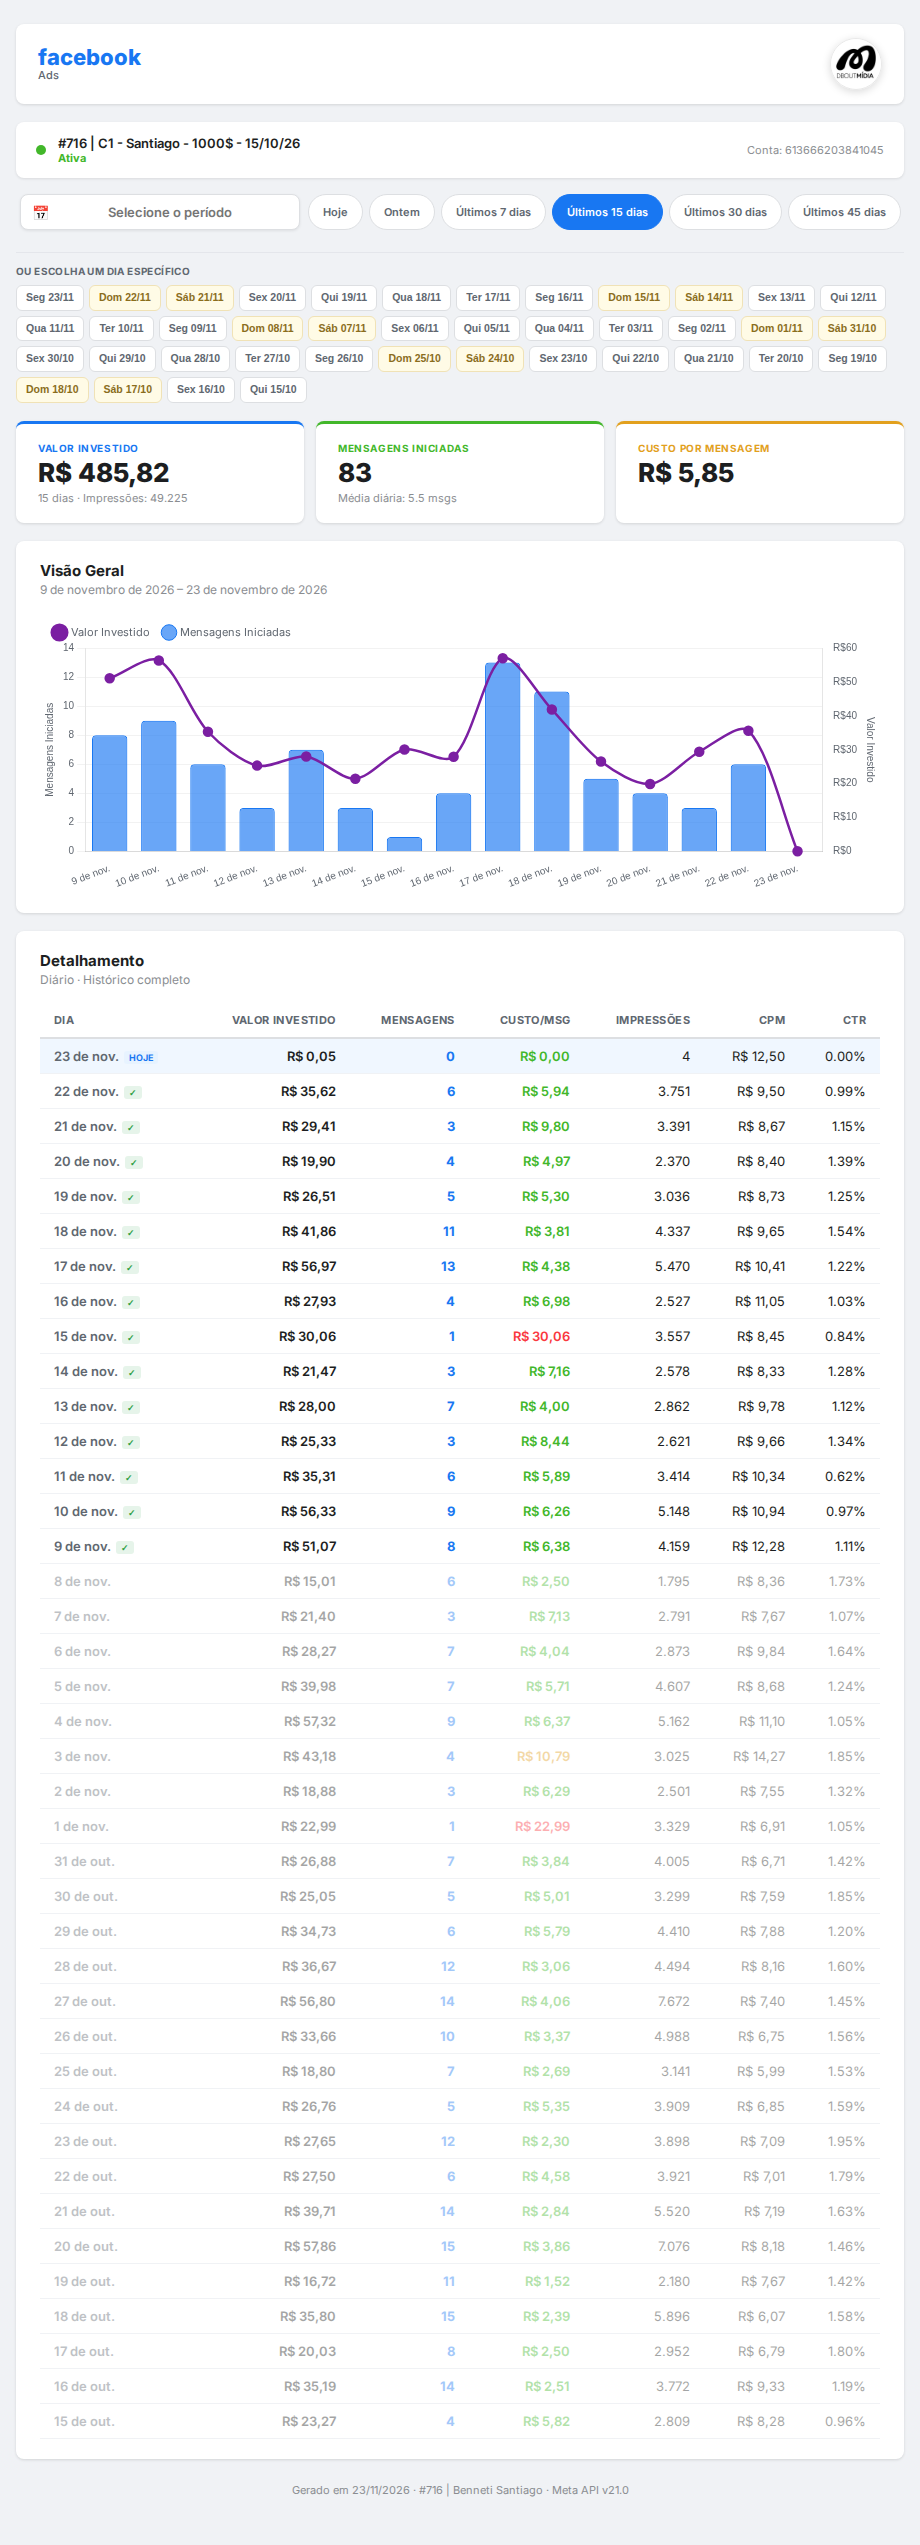 facebook
Ads
DBOUTMÍDIA
#716 | C1 - Santiago - 1000$ - 15/10/26
Ativa
Conta: 613666203841045
Selecione o período Hoje Ontem Últimos 7 dias Últimos 15 dias Últimos 30 dias Últimos 45 dias
OU ESCOLHA UM DIA ESPECÍFICO
Seg 23/11 Dom 22/11 Sáb 21/11 Sex 20/11 Qui 19/11 Qua 18/11 Ter 17/11 Seg 16/11 Dom 15/11 Sáb 14/11 Sex 13/11 Qui 12/11
Qua 11/11 Ter 10/11 Seg 09/11 Dom 08/11 Sáb 07/11 Sex 06/11 Qui 05/11 Qua 04/11 Ter 03/11 Seg 02/11 Dom 01/11 Sáb 31/10
Sex 30/10 Qui 29/10 Qua 28/10 Ter 27/10 Seg 26/10 Dom 25/10 Sáb 24/10 Sex 23/10 Qui 22/10 Qua 21/10 Ter 20/10 Seg 19/10
Dom 18/10 Sáb 17/10 Sex 16/10 Qui 15/10
VALOR INVESTIDO
R$ 485,82
15 dias · Impressões: 49.225
MENSAGENS INICIADAS
83
Média diária: 5.5 msgs
CUSTO POR MENSAGEM
R$ 5,85
Visão Geral
9 de novembro de 2026 – 23 de novembro de 2026
Valor Investido Mensagens Iniciadas
Mensagens Iniciadas
14
12
10
8
6
4
2
0
R$60
R$50
R$40
R$30
R$20
R$10
R$0
Valor Investido
9 de nov. 10 de nov. 11 de nov. 12 de nov. 13 de nov. 14 de nov. 15 de nov. 16 de nov. 17 de nov. 18 de nov. 19 de nov. 20 de nov. 21 de nov. 22 de nov. 23 de nov.
Detalhamento
Diário · Histórico completo
DIA VALOR INVESTIDO MENSAGENS CUSTO/MSG IMPRESSÕES CPM CTR
23 de nov. HOJE R$ 0,05 0 R$ 0,00 4 R$ 12,50 0.00%
22 de nov. ✓ R$ 35,62 6 R$ 5,94 3.751 R$ 9,50 0.99%
21 de nov. ✓ R$ 29,41 3 R$ 9,80 3.391 R$ 8,67 1.15%
20 de nov. ✓ R$ 19,90 4 R$ 4,97 2.370 R$ 8,40 1.39%
19 de nov. ✓ R$ 26,51 5 R$ 5,30 3.036 R$ 8,73 1.25%
18 de nov. ✓ R$ 41,86 11 R$ 3,81 4.337 R$ 9,65 1.54%
17 de nov. ✓ R$ 56,97 13 R$ 4,38 5.470 R$ 10,41 1.22%
16 de nov. ✓ R$ 27,93 4 R$ 6,98 2.527 R$ 11,05 1.03%
15 de nov. ✓ R$ 30,06 1 R$ 30,06 3.557 R$ 8,45 0.84%
14 de nov. ✓ R$ 21,47 3 R$ 7,16 2.578 R$ 8,33 1.28%
13 de nov. ✓ R$ 28,00 7 R$ 4,00 2.862 R$ 9,78 1.12%
12 de nov. ✓ R$ 25,33 3 R$ 8,44 2.621 R$ 9,66 1.34%
11 de nov. ✓ R$ 35,31 6 R$ 5,89 3.414 R$ 10,34 0.62%
10 de nov. ✓ R$ 56,33 9 R$ 6,26 5.148 R$ 10,94 0.97%
9 de nov. ✓ R$ 51,07 8 R$ 6,38 4.159 R$ 12,28 1.11%
8 de nov. R$ 15,01 6 R$ 2,50 1.795 R$ 8,36 1.73%
7 de nov. R$ 21,40 3 R$ 7,13 2.791 R$ 7,67 1.07%
6 de nov. R$ 28,27 7 R$ 4,04 2.873 R$ 9,84 1.64%
5 de nov. R$ 39,98 7 R$ 5,71 4.607 R$ 8,68 1.24%
4 de nov. R$ 57,32 9 R$ 6,37 5.162 R$ 11,10 1.05%
3 de nov. R$ 43,18 4 R$ 10,79 3.025 R$ 14,27 1.85%
2 de nov. R$ 18,88 3 R$ 6,29 2.501 R$ 7,55 1.32%
1 de nov. R$ 22,99 1 R$ 22,99 3.329 R$ 6,91 1.05%
31 de out. R$ 26,88 7 R$ 3,84 4.005 R$ 6,71 1.42%
30 de out. R$ 25,05 5 R$ 5,01 3.299 R$ 7,59 1.85%
29 de out. R$ 34,73 6 R$ 5,79 4.410 R$ 7,88 1.20%
28 de out. R$ 36,67 12 R$ 3,06 4.494 R$ 8,16 1.60%
27 de out. R$ 56,80 14 R$ 4,06 7.672 R$ 7,40 1.45%
26 de out. R$ 33,66 10 R$ 3,37 4.988 R$ 6,75 1.56%
25 de out. R$ 18,80 7 R$ 2,69 3.141 R$ 5,99 1.53%
24 de out. R$ 26,76 5 R$ 5,35 3.909 R$ 6,85 1.59%
23 de out. R$ 27,65 12 R$ 2,30 3.898 R$ 7,09 1.95%
22 de out. R$ 27,50 6 R$ 4,58 3.921 R$ 7,01 1.79%
21 de out. R$ 39,71 14 R$ 2,84 5.520 R$ 7,19 1.63%
20 de out. R$ 57,86 15 R$ 3,86 7.076 R$ 8,18 1.46%
19 de out. R$ 16,72 11 R$ 1,52 2.180 R$ 7,67 1.42%
18 de out. R$ 35,80 15 R$ 2,39 5.896 R$ 6,07 1.58%
17 de out. R$ 20,03 8 R$ 2,50 2.952 R$ 6,79 1.80%
16 de out. R$ 35,19 14 R$ 2,51 3.772 R$ 9,33 1.19%
15 de out. R$ 23,27 4 R$ 5,82 2.809 R$ 8,28 0.96%
Gerado em 23/11/2026 · #716 | Benneti Santiago · Meta API v21.0